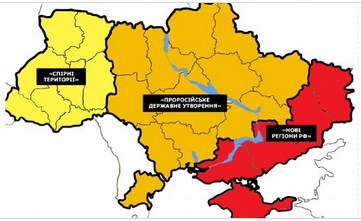 «СПІРНІ
ТЕРИТОРІЇ»
«ПРОРОСІЙСЬКЕ
ДЕРЖАВНЕ УТВОРЕННЯ»
«НОВІ
РЕГІОНИ РФ»